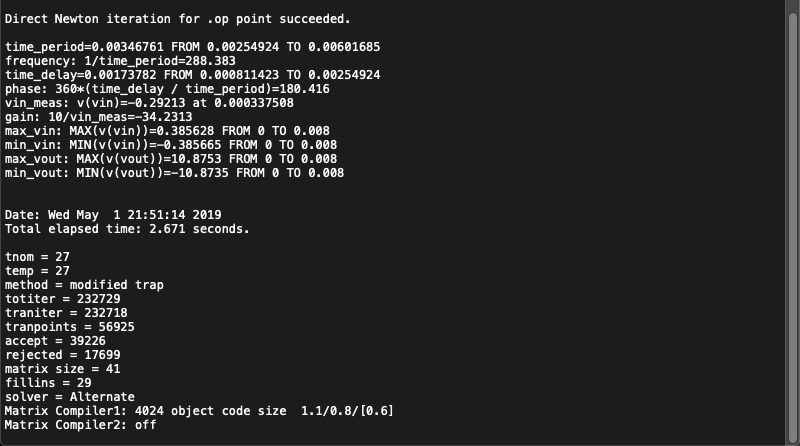 Direct Newton iteration for .op point succeeded.
time_period=0.00346761 FROM 0.00254924 TO 0.00601685
frequency: 1/time_period=288.383
time_delay=0.00173782 FROM 0.000811423 TO 0.00254924
phase: 360*(time_delay / time_period)=180.416
vin_meas: v(vin)=-0.29213 at 0.000337508
gain: 10/vin_meas=-34.2313
max_vin: MAX(v(vin))=0.385628 FROM 0 TO 0.008
min_vin: MIN(v(vin))=-0.385665 FROM 0 TO 0.008
max_vout: MAX(v(vout))=10.8753 FROM 0 TO 0.008
min_vout: MIN(v(vout))=-10.8735 FROM 0 TO 0.008
Date: Wed May  1 21:51:14 2019
Total elapsed time: 2.671 seconds.
tnom = 27
temp = 27
method = modified trap
totiter = 232729
traniter = 232718
tranpoints = 56925
accept = 39226
rejected = 17699
matrix size = 41
fillins = 29
solver = Alternate
Matrix Compiler1: 4024 object code size  1.1/0.8/[0.6]
Matrix Compiler2: off